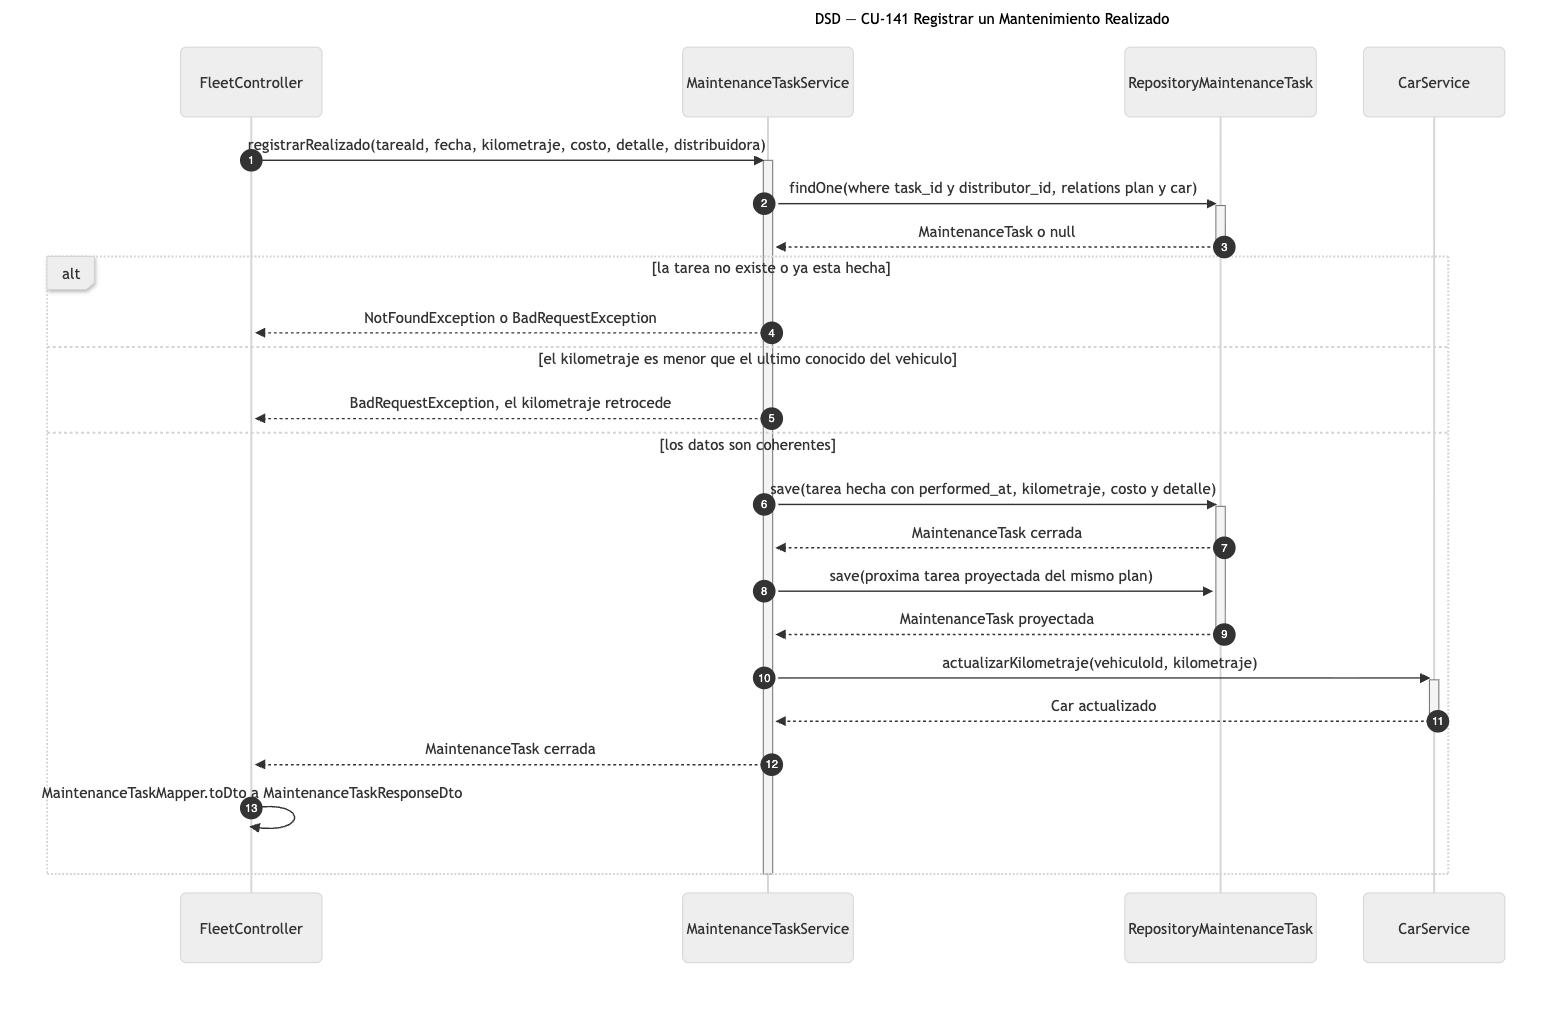 DSD — CU-141 Registrar un Mantenimiento Realizado
FleetController
MaintenanceTaskService
RepositoryMaintenanceTask
CarService
registrarRealizado(tareaId, fecha, kilometraje, costo, detalle, distribuidora)
1
findOne(where task_id y distributor_id, relations plan y car)
2
MaintenanceTask o null
3
alt
[la tarea no existe o ya esta hecha]
NotFoundException o BadRequestException
4
[el kilometraje es menor que el ultimo conocido del vehiculo]
BadRequestException, el kilometraje retrocede
5
[los datos son coherentes]
save(tarea hecha con performed_at, kilometraje, costo y detalle)
6
MaintenanceTask cerrada
7
save(proxima tarea proyectada del mismo plan)
8
MaintenanceTask proyectada
9
actualizarKilometraje(vehiculoId, kilometraje)
10
Car actualizado
11
MaintenanceTask cerrada
12
MaintenanceTaskMapper.toDto a MaintenanceTaskResponseDto
13
FleetController
MaintenanceTaskService
RepositoryMaintenanceTask
CarService